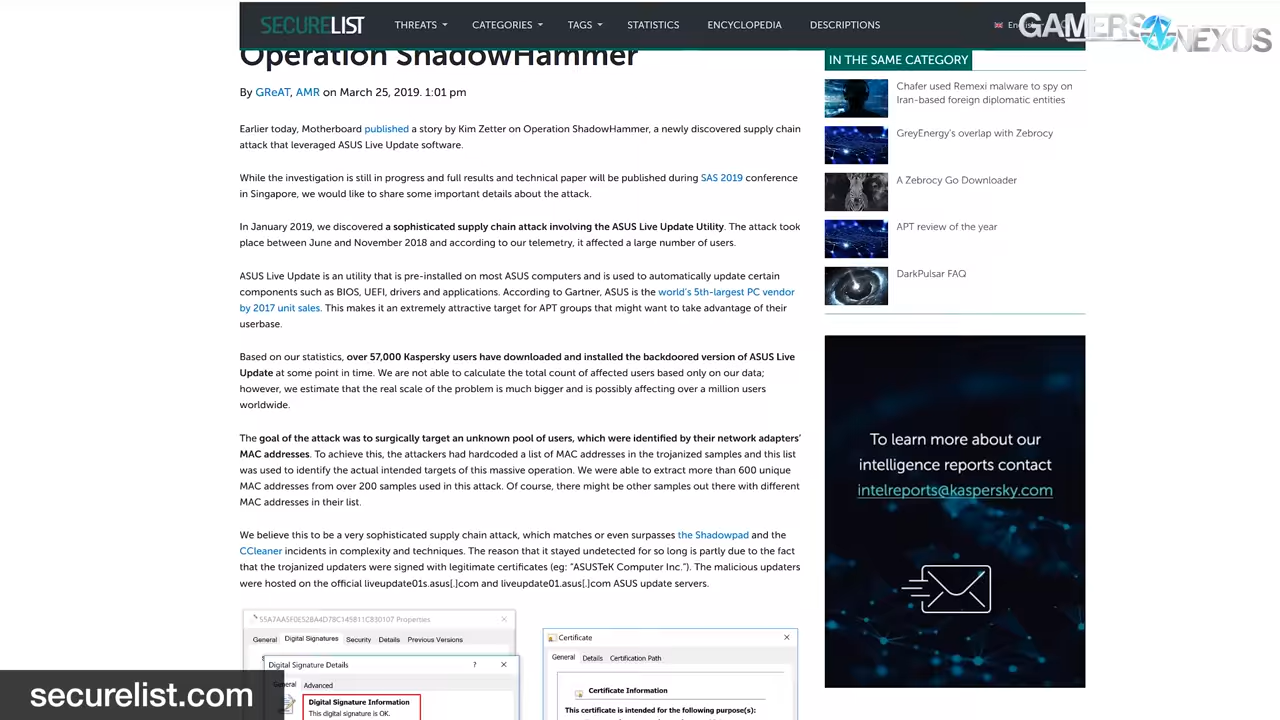 SECURELIST THREATS CATEGORIES TAGS STATISTICS ENCYCLOPEDIA DESCRIPTIONS
GAMERS NEXUS
Operation ShadowHammer
By GReAT, AMR on March 25, 2019. 1:01 pm
Earlier today, Motherboard published a story by Kim Zetter on Operation ShadowHammer, a newly discovered supply chain
attack that leveraged ASUS Live Update software.
While the investigation is still in progress and full results and technical paper will be published during SAS 2019 conference
in Singapore, we would like to share some important details about the attack.
In January 2019, we discovered a sophisticated supply chain attack involving the ASUS Live Update Utility. The attack took
place between June and November 2018 and according to our telemetry, it affected a large number of users.
ASUS Live Update is an utility that is pre-installed on most ASUS computers and is used to automatically update certain
components such as BIOS, UEFI, drivers and applications. According to Gartner, ASUS is the world's 5th-largest PC vendor
by 2017 unit sales. This makes it an extremely attractive target for APT groups that might want to take advantage of their
userbase.
Based on our statistics, over 57,000 Kaspersky users have downloaded and installed the backdoored version of ASUS Live
Update at some point in time. We are not able to calculate the total count of affected users based only on our data;
however, we estimate that the real scale of the problem is much bigger and is possibly affecting over a million users
worldwide.
The goal of the attack was to surgically target an unknown pool of users, which were identified by their network adapters'
MAC addresses. To achieve this, the attackers had hardcoded a list of MAC addresses in the trojanized samples and this list
was used to identify the actual intended targets of this massive operation. We were able to extract more than 600 unique
MAC addresses from over 200 samples used in this attack. Of course, there might be other samples out there with different
MAC addresses in their list.
We believe this to be a very sophisticated supply chain attack, which matches or even surpasses the Shadowpad and the
CCleaner incidents in complexity and techniques. The reason that it stayed undetected for so long is partly due to the fact
that the trojanized updaters were signed with legitimate certificates (eg: "ASUSTeK Computer Inc."). The malicious updaters
were hosted on the official liveupdate01s.asus[.]com and liveupdate01.asus[.]com ASUS update servers.
55A7AA5F0E52BA4D78C145811C830107 Properties
General Digital Signatures Security Details Previous Versions
Digital Signature Details ?
General Advanced
Digital Signature Information
This digital signature is OK.
Certificate
General Details Certification Path
Certificate Information
This certificate is intended for the following purpose(s):
IN THE SAME CATEGORY
Chafer used Remexi malware to spy on
Iran-based foreign diplomatic entities
GreyEnergy's overlap with Zebrocy
A Zebrocy Go Downloader
APT review of the year
DarkPulsar FAQ
To learn more about our
intelligence reports contact
intelreports@kaspersky.com
securelist.com